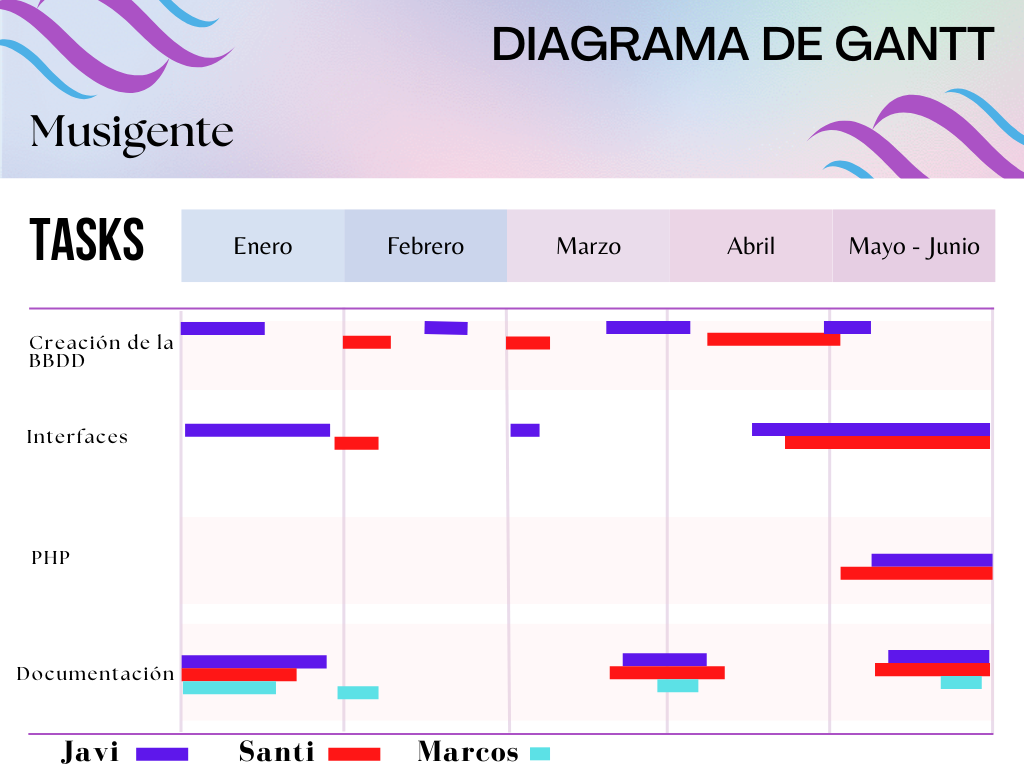 DIAGRAMA DE GANTT
Musigente
TASKS
Enero
Febrero
Marzo
Abril
Mayo - Junio
Creación de la
BBDD
Interfaces
PHP
Documentación
Javi
Santi
Marcos